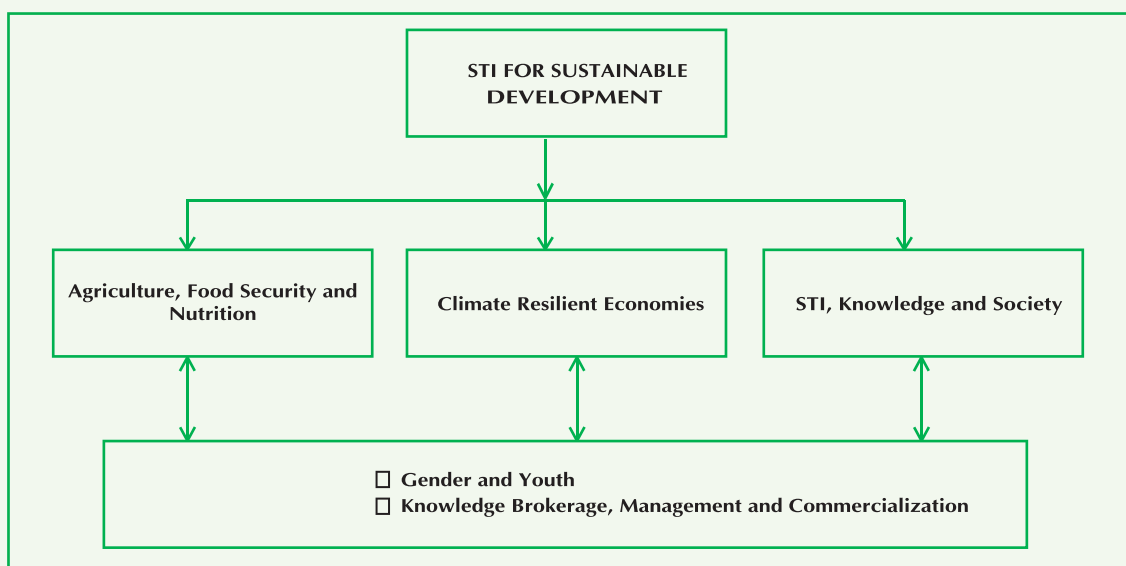 STI FOR SUSTAINABLE
DEVELOPMENT
Agriculture, Food Security and
Nutrition
Climate Resilient Economies
STI, Knowledge and Society
Gender and Youth
Knowledge Brokerage, Management and Commercialization